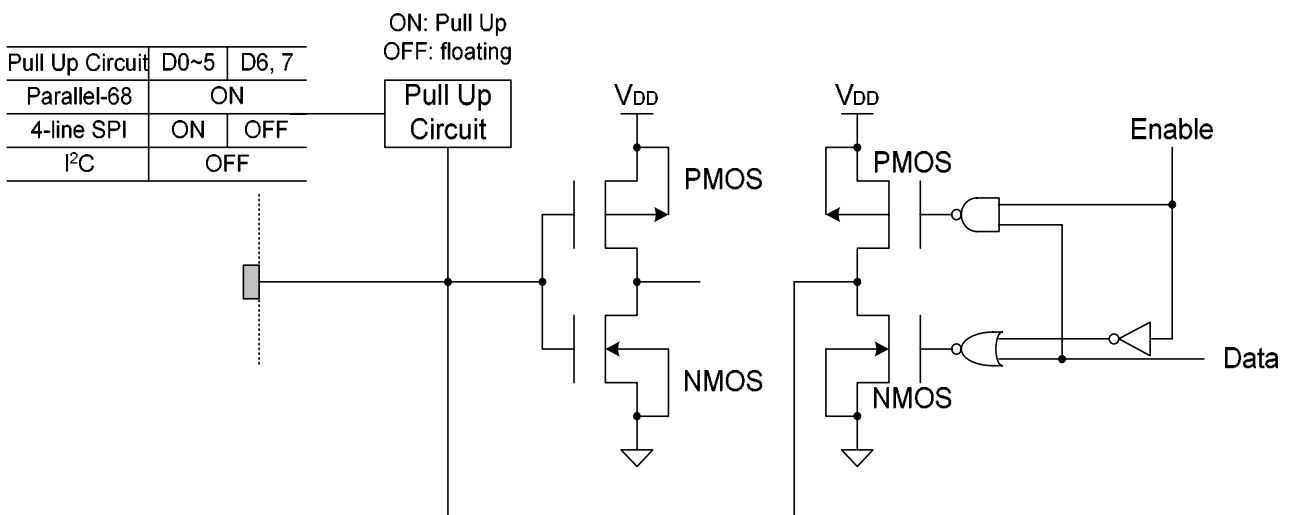 ON: Pull Up
OFF: floating
Pull Up Circuit D0~5 D6, 7
Parallel-68 ON
4-line SPI ON OFF
I²C OFF
Pull Up
Circuit
VDD
VDD
Enable
PMOS
PMOS
NMOS
NMOS
Data